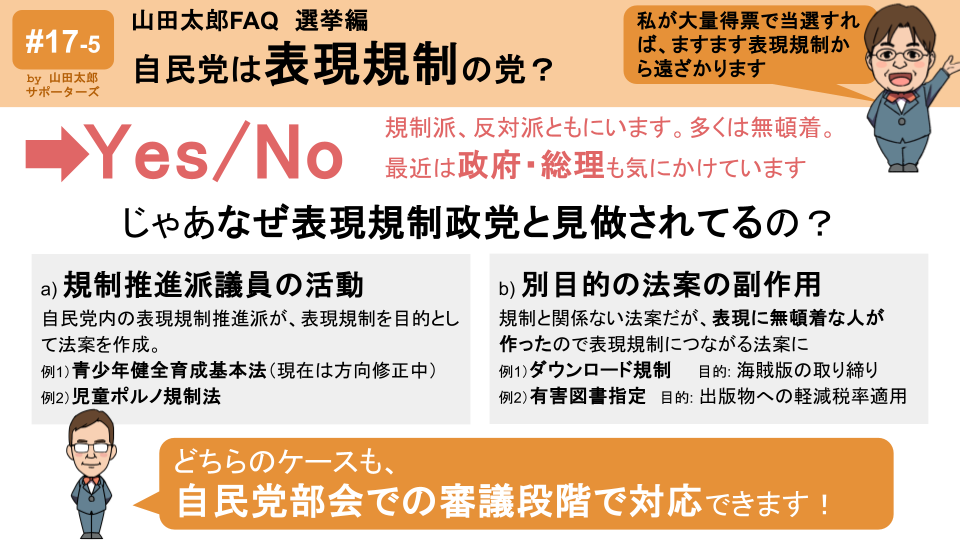 #17-5
by 山田太郎
サポーターズ
山田太郎FAQ 選挙編
自民党は表現規制の党？
私が大量得票で当選すれ
ば、ますます表現規制か
ら遠ざかります
➡Yes/No
規制派、反対派ともにいます。多くは無頓着。
最近は政府・総理も気にかけています
じゃあなぜ表現規制政党と見做されてるの？
a) 規制推進派議員の活動
自民党内の表現規制推進派が、表現規制を目的とし
て法案を作成。
例1）青少年健全育成基本法（現在は方向修正中）
例2）児童ポルノ規制法
b) 別目的の法案の副作用
規制と関係ない法案だが、表現に無頓着な人が
作ったので表現規制につながる法案に
例1）ダウンロード規制 目的: 海賊版の取り締り
例2）有害図書指定 目的: 出版物への軽減税率適用
どちらのケースも、
自民党部会での審議段階で対応できます！